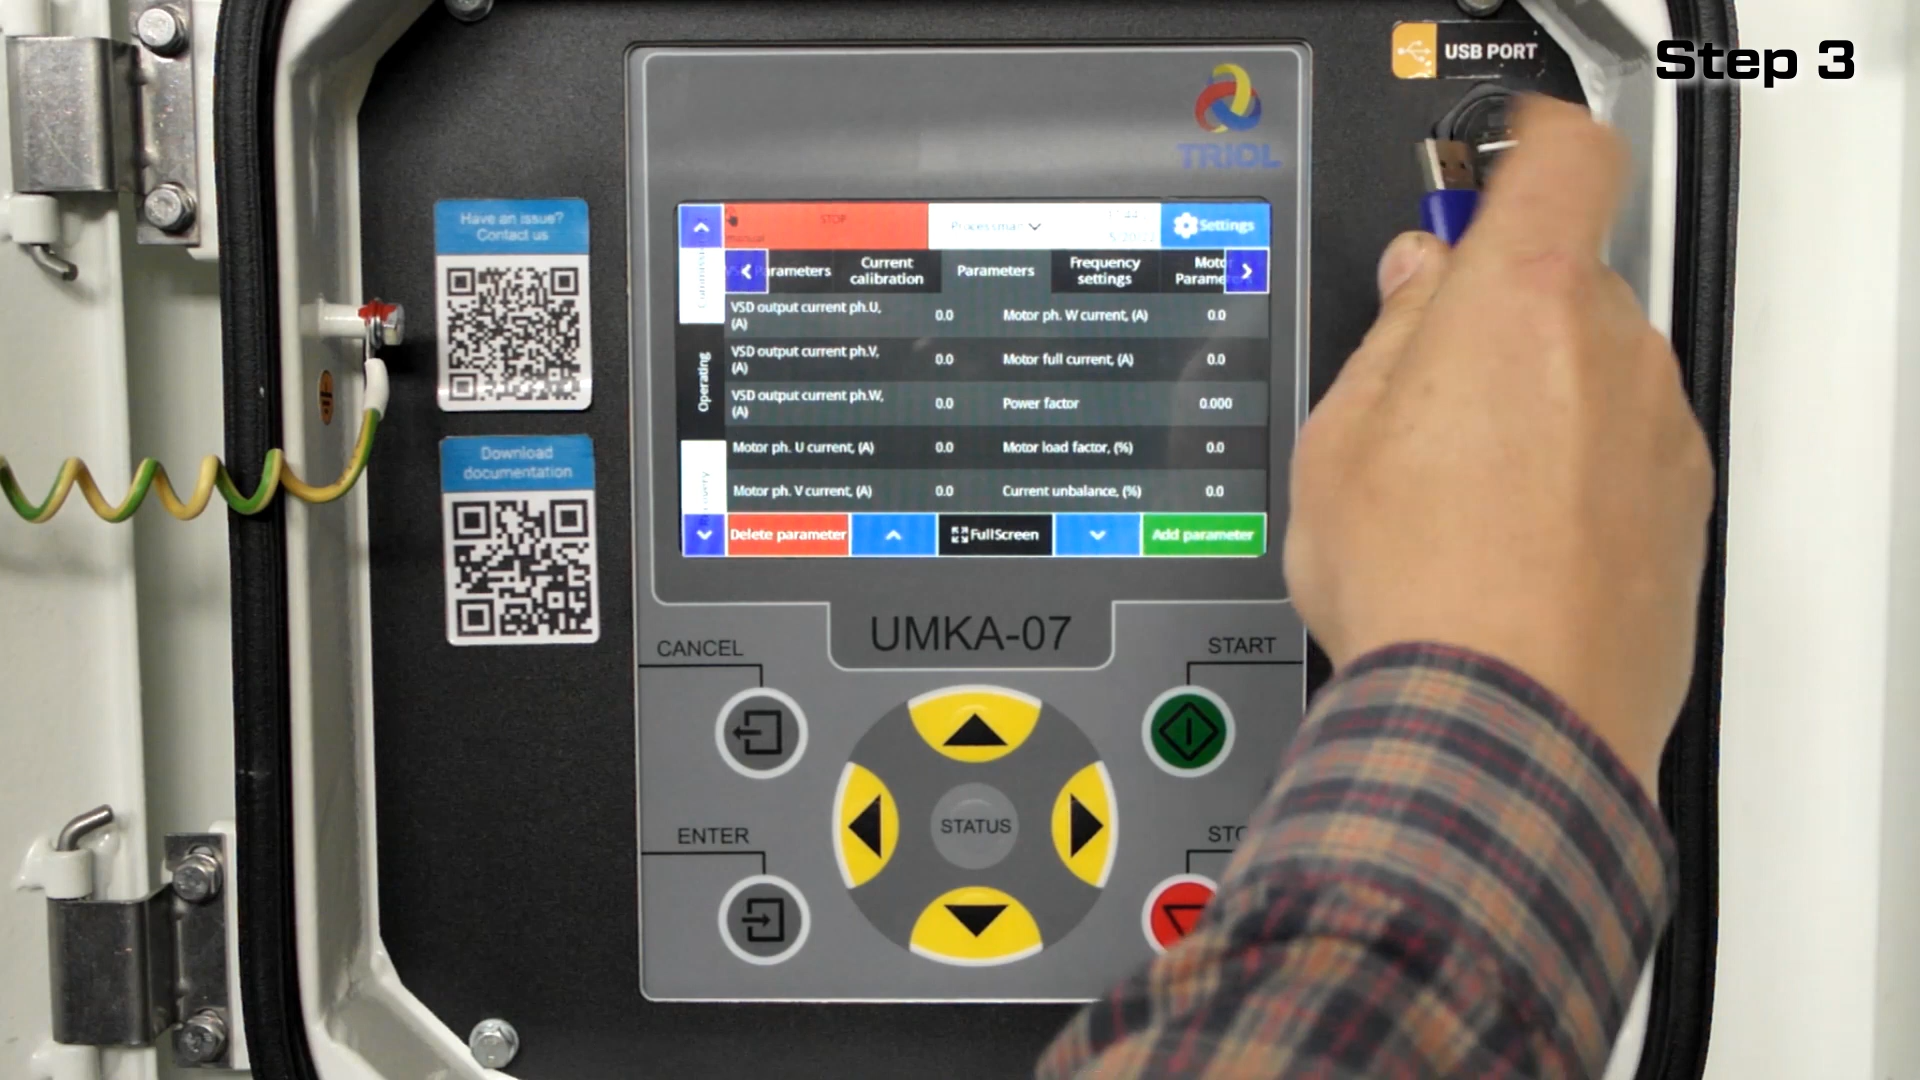 Step 3
USB PORT
TRIOL
Have an issue?
Contact us
Download
documentation
STOP
manual
Settings
Parameters
Current
calibration
Parameters
Frequency
settings
Operating
VSD output current ph.U,
(A)
0.0
Motor ph. W current, (A)
0.0
VSD output current ph.V,
(A)
0.0
Motor full current, (A)
0.0
VSD output current ph.W,
(A)
0.0
Power factor
0.000
Motor ph. U current, (A)
0.0
Motor load factor, (%)
0.0
Motor ph. V current, (A)
0.0
Current unbalance, (%)
0.0
Delete parameter
FullScreen
Add parameter
UMKA-07
CANCEL
START
STATUS
ENTER